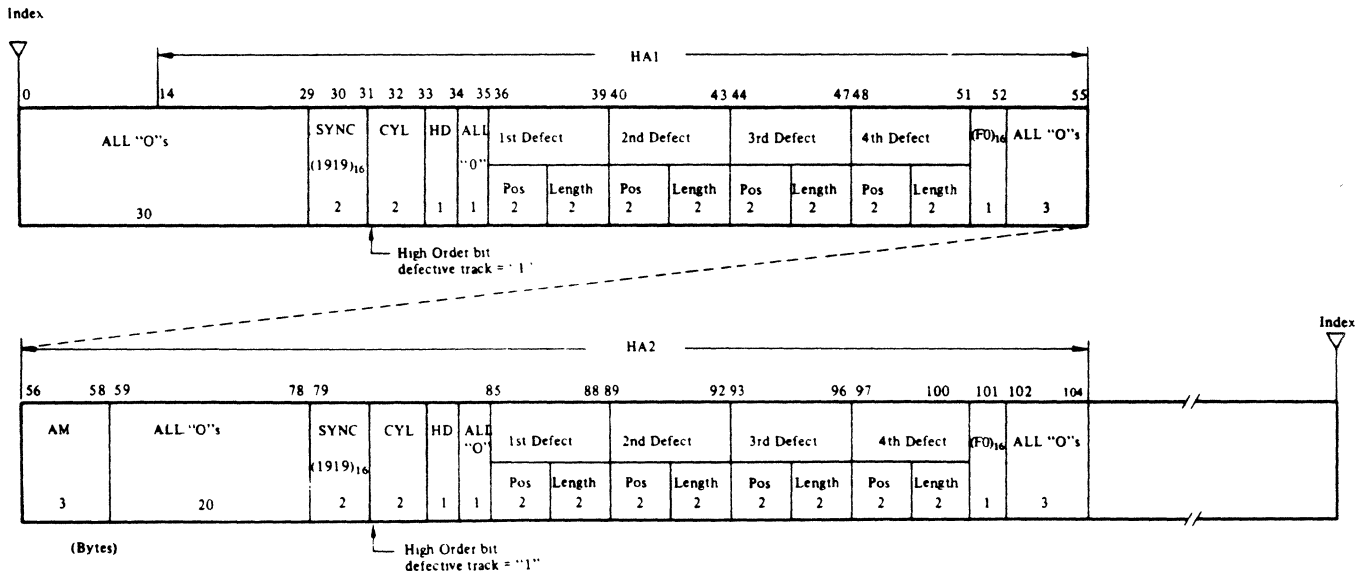 Index
HA1
0 14 29 30 31 32 33 34 35 36 39 40 43 44 47 48 51 52 55
ALL "O"s SYNC CYL HD ALL 1st Defect 2nd Defect 3rd Defect 4th Defect (F0)16 ALL "O"s
(1919)16 "0"
Pos Length Pos Length Pos Length Pos Length
30 2 2 1 1 2 2 2 2 2 2 2 2 1 3
High Order bit
defective track = "1"
Index
HA2
56 58 59 78 79 85 88 89 92 93 96 97 100 101 102 104
AM ALL "O"s SYNC CYL HD ALL 1st Defect 2nd Defect 3rd Defect 4th Defect (F0)16 ALL "O"s
(1919)16 "O"
Pos Length Pos Length Pos Length Pos Length
3 20 2 2 1 1 2 2 2 2 2 2 2 2 1 3
(Bytes)
High Order bit
defective track = "1"